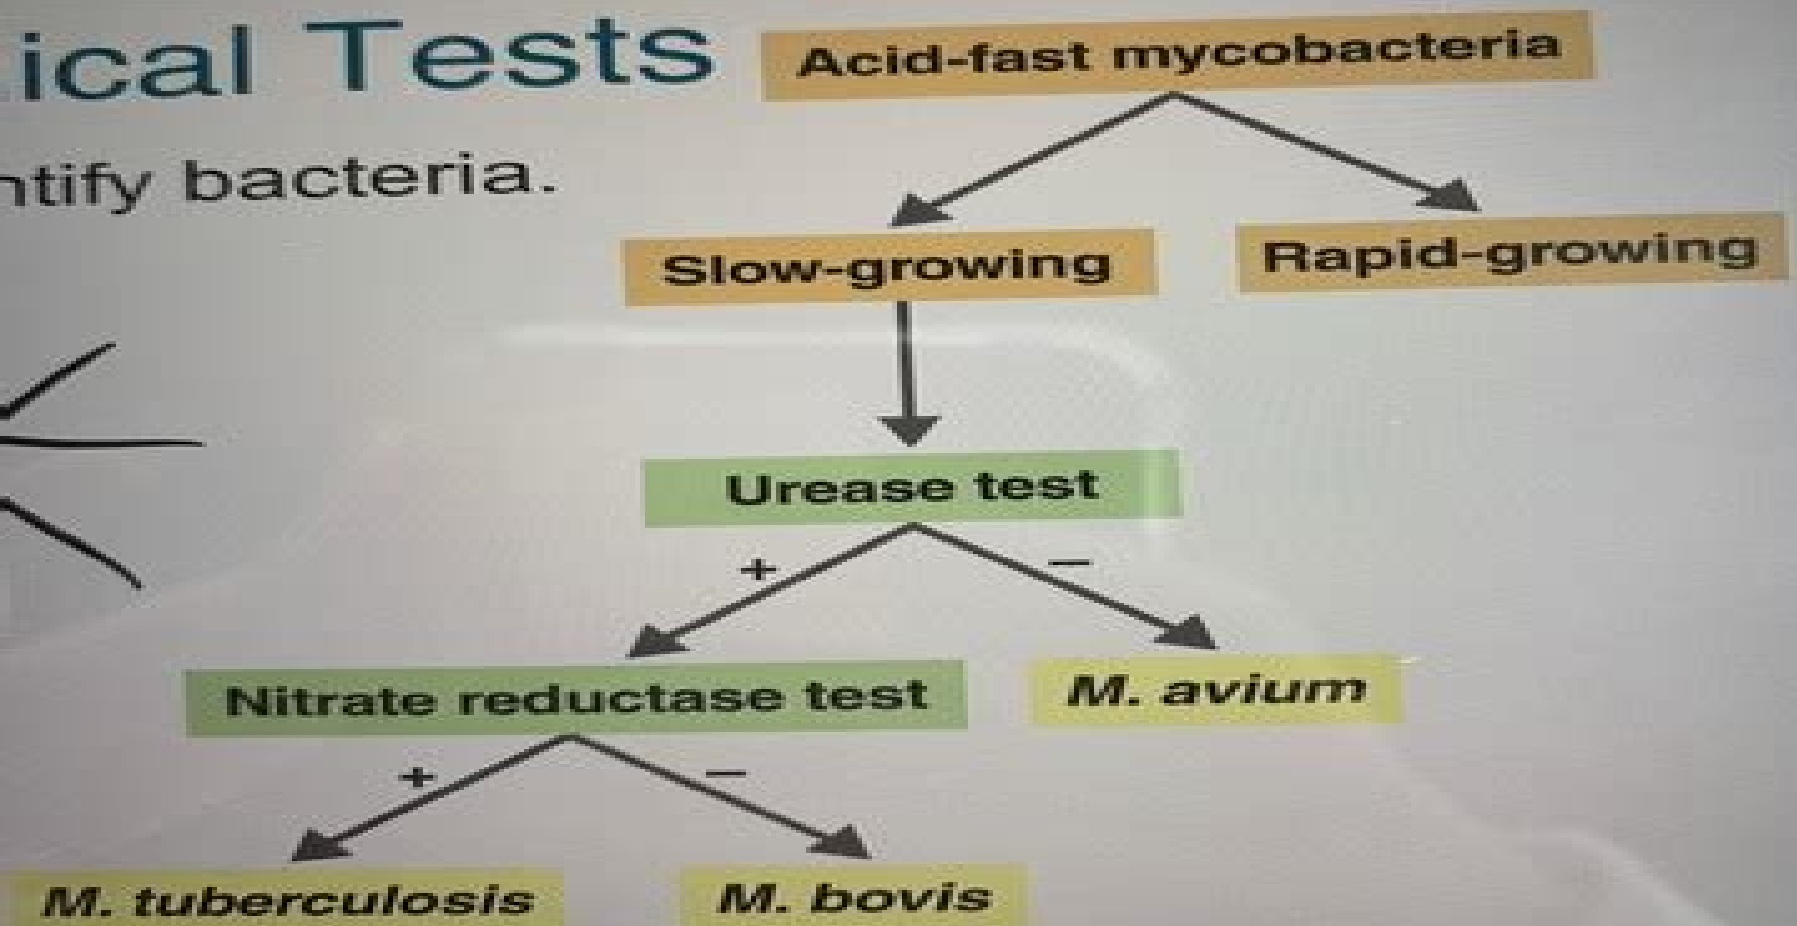 ical Tests
ntify bacteria.
Acid-fast mycobacteria
Slow-growing
Rapid-growing
Urease test
+
–
Nitrate reductase test
M. avium
+
–
M. tuberculosis
M. bovis